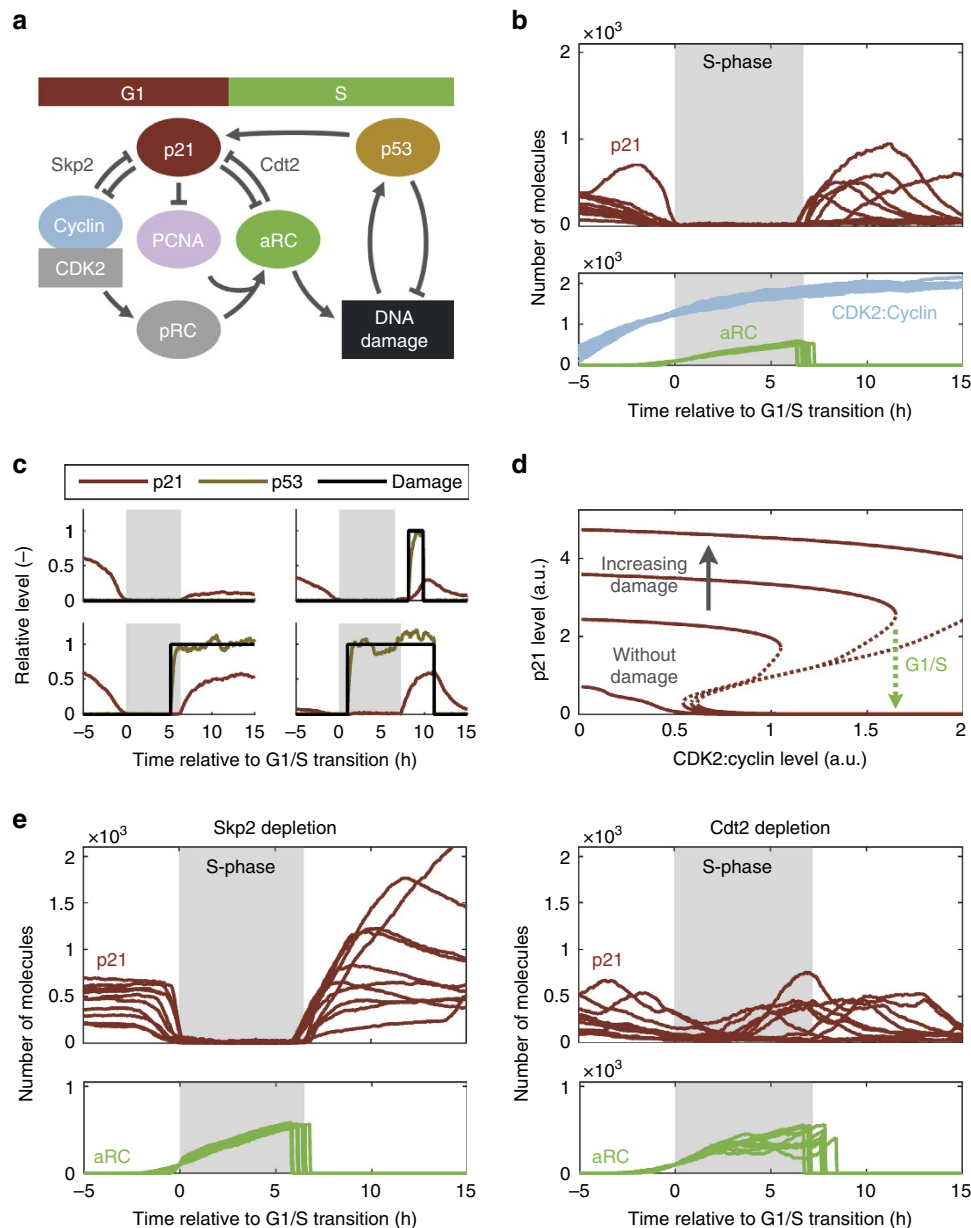 a
G1 S
p21 p53
Skp2 Cdt2
Cyclin PCNA aRC
CDK2
pRC
DNA
damage
b
×10³
S-phase
p21
2
1
0
Number of molecules
×10³
2
1
0
CDK2:Cyclin
aRC
−5 0 5 10 15
Time relative to G1/S transition (h)
c
p21 p53 Damage
Relative level (–)
1
0.5
0
1
0.5
0
−5 0 5 10 15 −5 0 5 10 15
Time relative to G1/S transition (h)
d
p21 level (a.u.)
4
2
0
Increasing
damage
Without
damage
G1/S
0 0.5 1 1.5 2
CDK2:cyclin level (a.u.)
e
Skp2 depletion
×10³
S-phase
p21
Number of molecules
2
1.5
1
0.5
0
×10³
1
0
aRC
−5 0 5 10 15
Time relative to G1/S transition (h)
Cdt2 depletion
×10³
S-phase
p21
Number of molecules
2
1.5
1
0.5
0
×10³
1
0
aRC
−5 0 5 10 15
Time relative to G1/S transition (h)